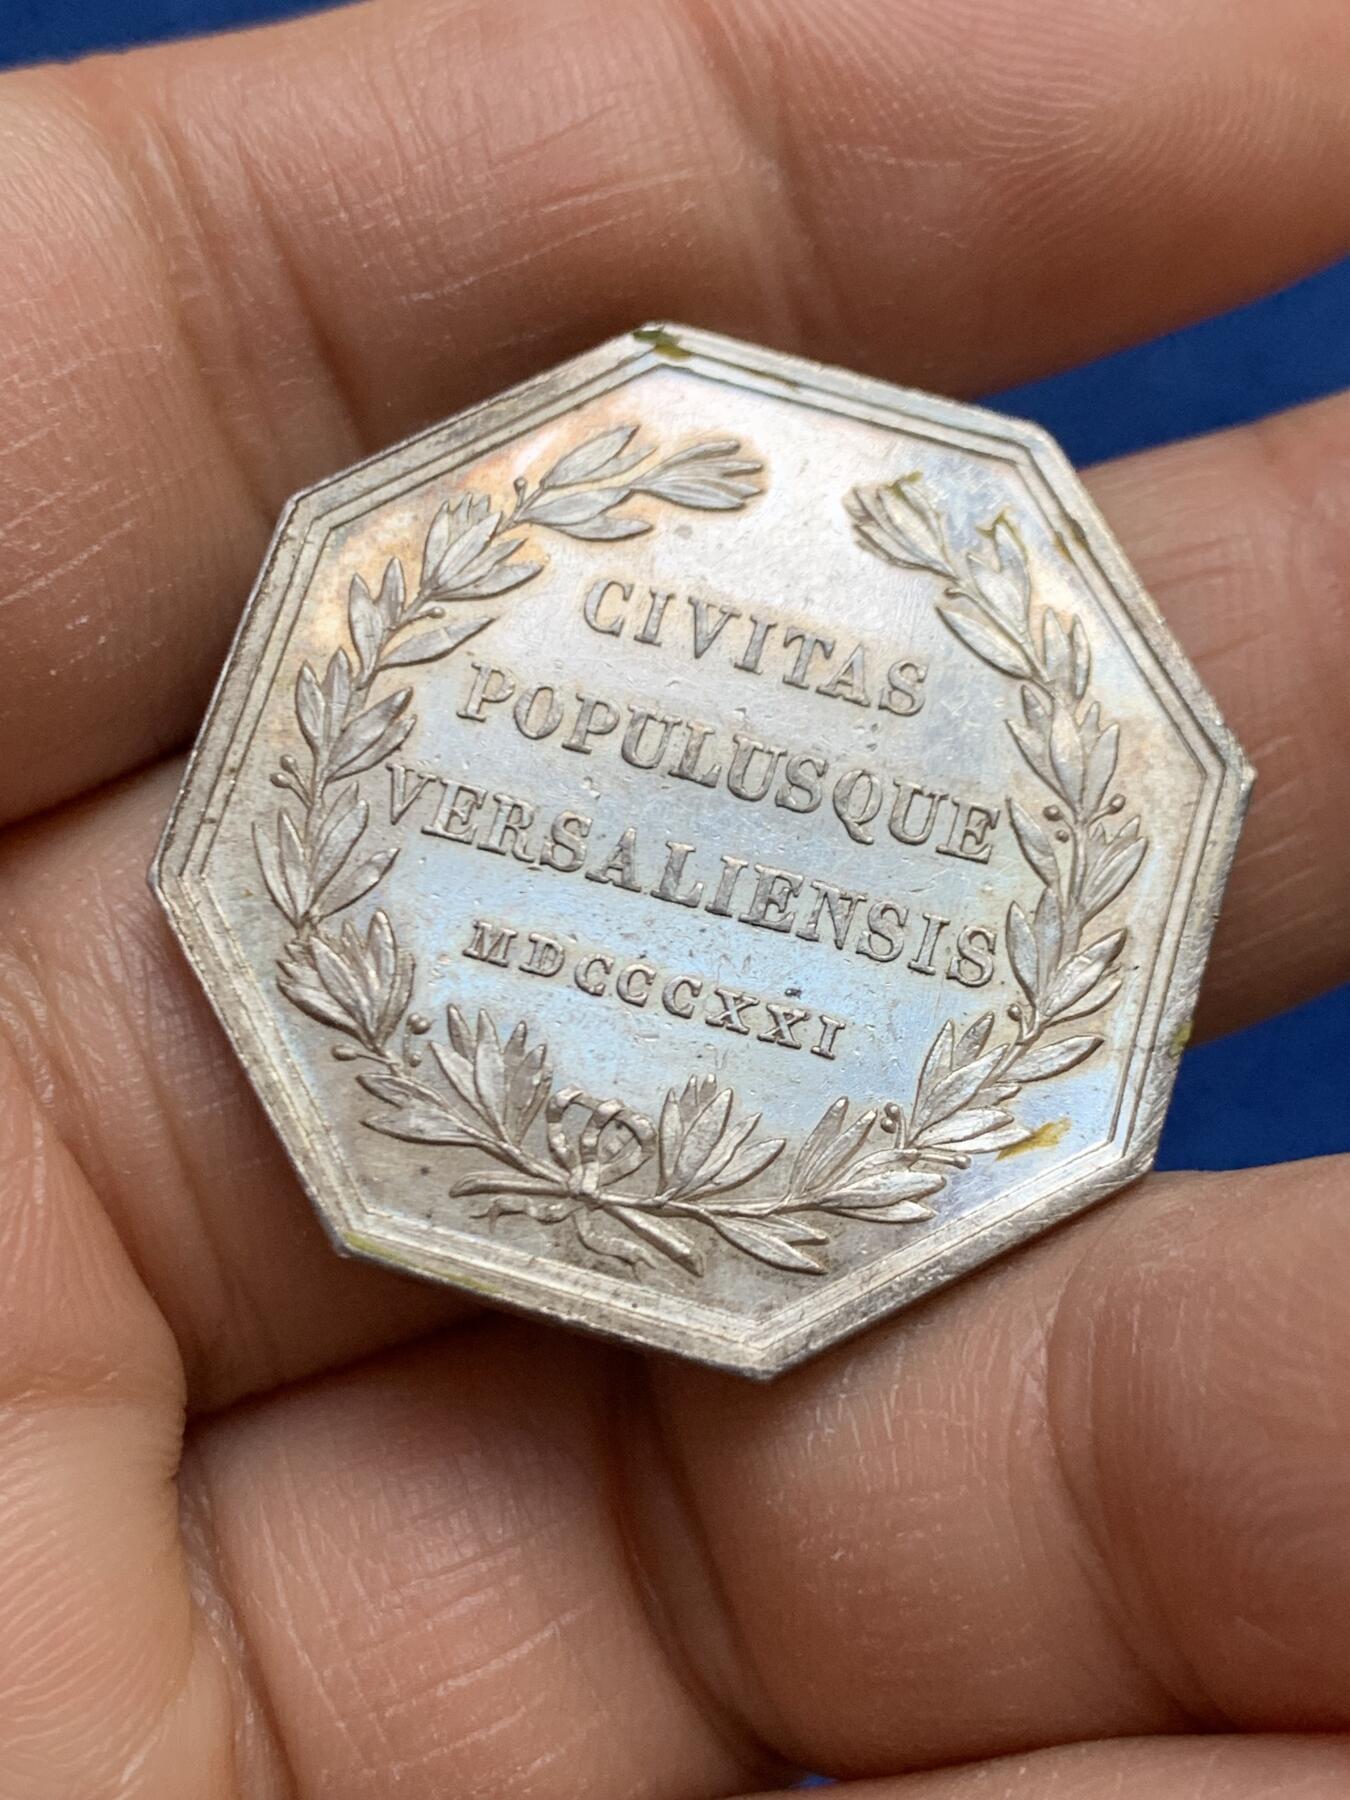 CIVITAS
POPULUSQUE
VERSALIENSIS
MDCCCXXI